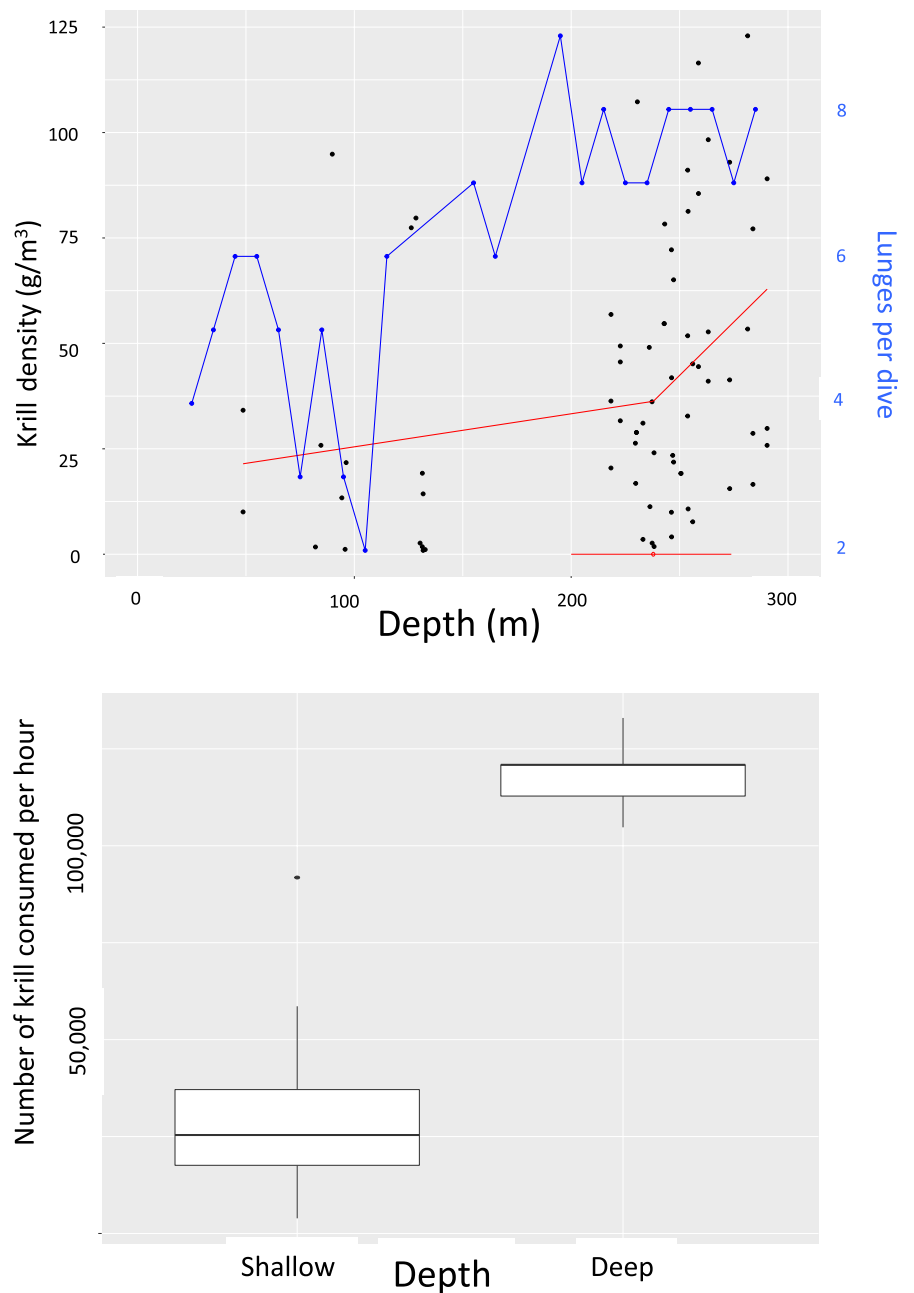 125
100
75
50
25
0
Krill density (g/m³)
8
6
4
2
Lunges per dive
0
100
200
300
Depth (m)
Number of krill consumed per hour
100,000
50,000
Shallow
Deep
Depth